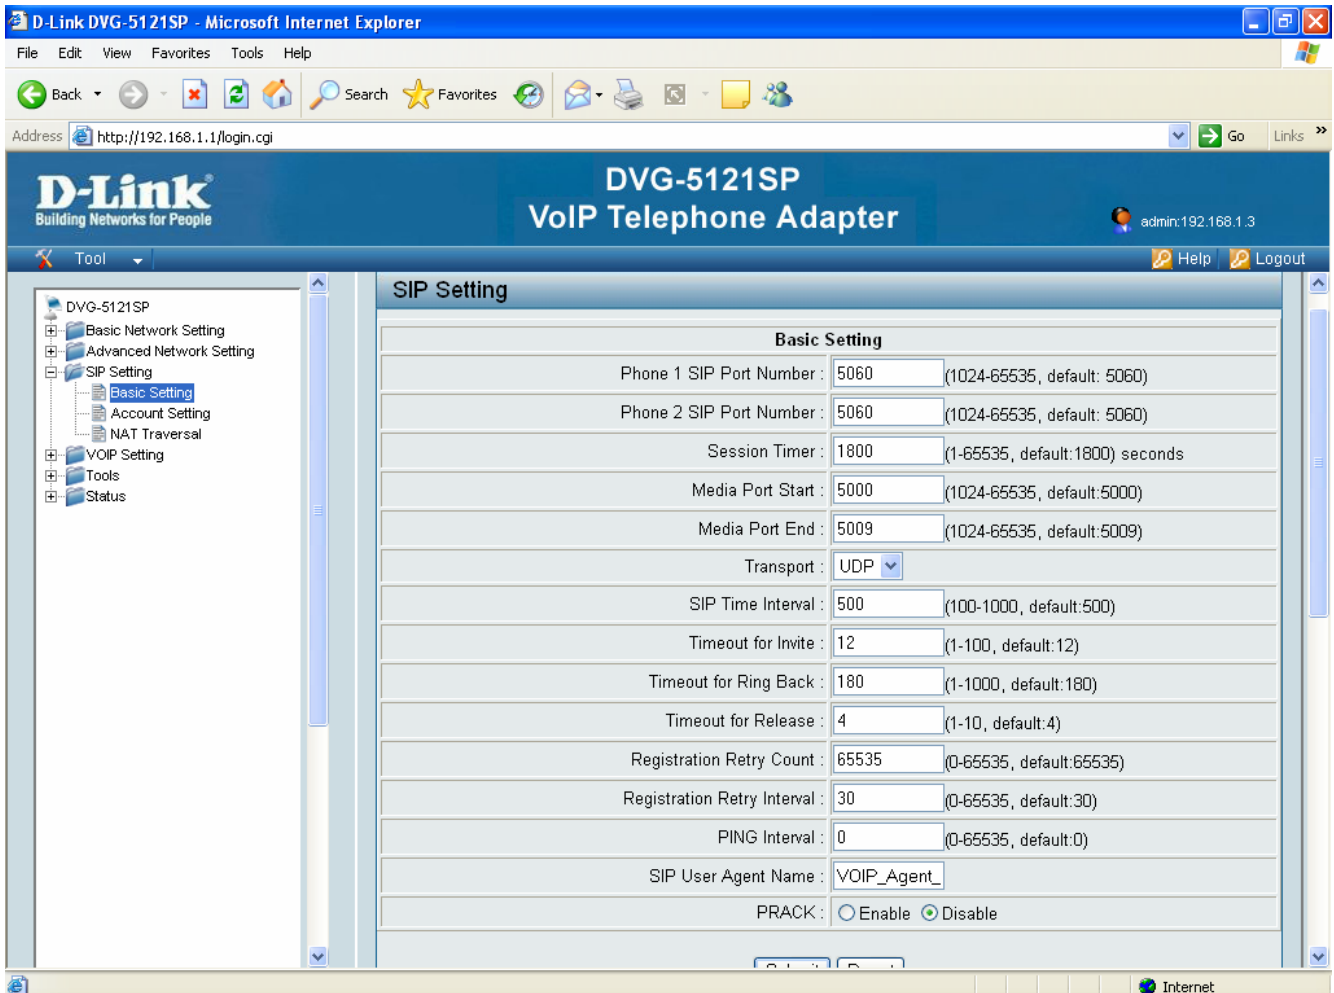 D-Link DVG-5121SP - Microsoft Internet Explorer
File Edit View Favorites Tools Help
Back Search Favorites
Address http://192.168.1.1/login.cgi Go Links »
D-Link®
Building Networks for People
DVG-5121SP
VoIP Telephone Adapter
admin:192.168.1.3
Tool Help Logout
DVG-5121SP
Basic Network Setting
Advanced Network Setting
SIP Setting
Basic Setting
Account Setting
NAT Traversal
VOIP Setting
Tools
Status
SIP Setting
Basic Setting
Phone 1 SIP Port Number : 5060 (1024-65535, default: 5060)
Phone 2 SIP Port Number : 5060 (1024-65535, default: 5060)
Session Timer : 1800 (1-65535, default:1800) seconds
Media Port Start : 5000 (1024-65535, default:5000)
Media Port End : 5009 (1024-65535, default:5009)
Transport : UDP
SIP Time Interval : 500 (100-1000, default:500)
Timeout for Invite : 12 (1-100, default:12)
Timeout for Ring Back : 180 (1-1000, default:180)
Timeout for Release : 4 (1-10, default:4)
Registration Retry Count : 65535 (0-65535, default:65535)
Registration Retry Interval : 30 (0-65535, default:30)
PING Interval : 0 (0-65535, default:0)
SIP User Agent Name : VOIP_Agent_
PRACK : Enable Disable
Internet